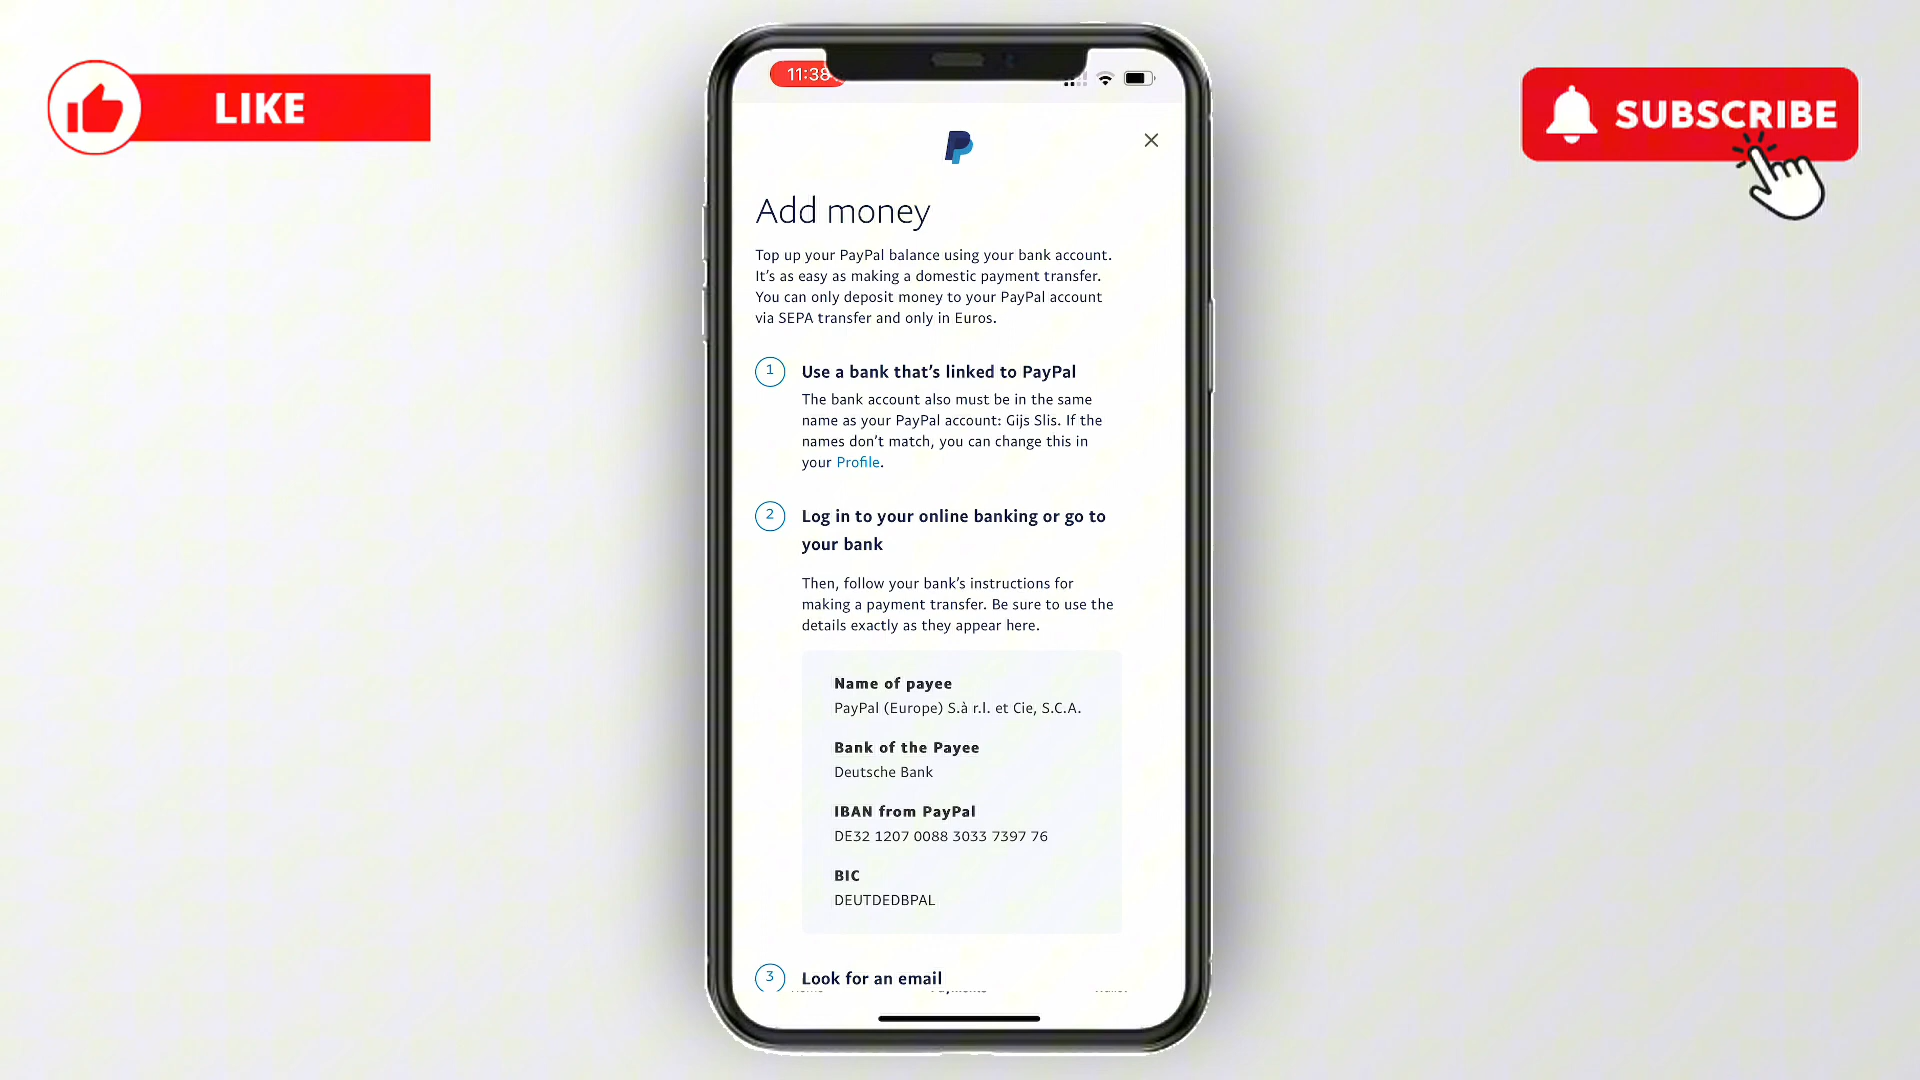 LIKE
SUBSCRIBE
11:38
Add money
Top up your PayPal balance using your bank account.
It's as easy as making a domestic payment transfer.
You can only deposit money to your PayPal account
via SEPA transfer and only in Euros.
1
Use a bank that's linked to PayPal
The bank account also must be in the same
name as your PayPal account: Gijs Slis. If the
names don't match, you can change this in
your Profile.
2
Log in to your online banking or go to
your bank
Then, follow your bank's instructions for
making a payment transfer. Be sure to use the
details exactly as they appear here.
Name of payee
PayPal (Europe) S.à r.l. et Cie, S.C.A.
Bank of the Payee
Deutsche Bank
IBAN from PayPal
DE32 1207 0088 3033 7397 76
BIC
DEUTDEDBPAL
3
Look for an email